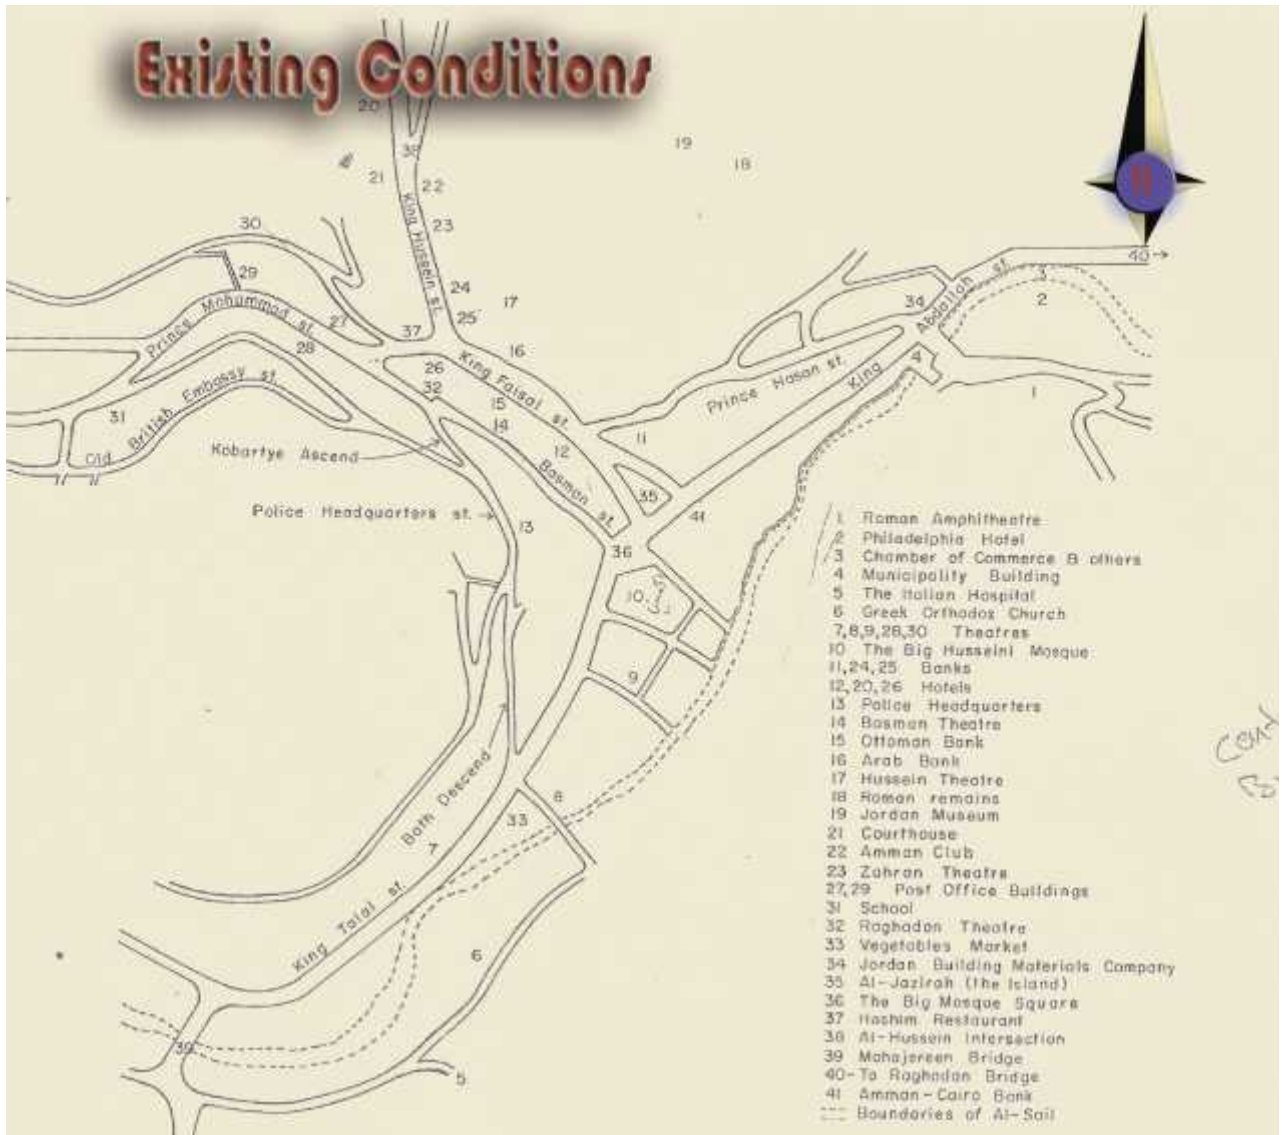 Existing Conditions
20
19
18
38
21
22
King Hussein st.
23
30
40→
29
3
24
17
2
Abdallah st.
34
25
Prince Mohammad st.
27
37
28
16
26
King Faisal st.
4
King
32
Prince Hasan st.
1
15
31
Old British Embassy st.
14
11
12
Kobartye Ascend
Basman st.
35
Police Headquarters st.
13
41
36
10
9
Bath Descend
8
33
7
King Talal st.
6
39
5
1 Roman Amphitheatre
2 Philadelphia Hotel
3 Chamber of Commerce & others
4 Municipality Building
5 The Italian Hospital
6 Greek Orthodox Church
7,8,9,28,30 Theatres
10 The Big Husseini Mosque
11,24,25 Banks
12,20,26 Hotels
13 Police Headquarters
14 Basman Theatre
15 Ottoman Bank
16 Arab Bank
17 Hussein Theatre
18 Roman remains
19 Jordan Museum
21 Courthouse
22 Amman Club
23 Zahran Theatre
27,29 Post Office Buildings
31 School
32 Raghadan Theatre
33 Vegetables Market
34 Jordan Building Materials Company
35 Al-Jazirah (the Island)
36 The Big Mosque Square
37 Hashim Restaurant
38 Al-Hussein Intersection
39 Mohajereen Bridge
40-To Raghadan Bridge
41 Amman-Cairo Bank
Boundaries of Al-Sail